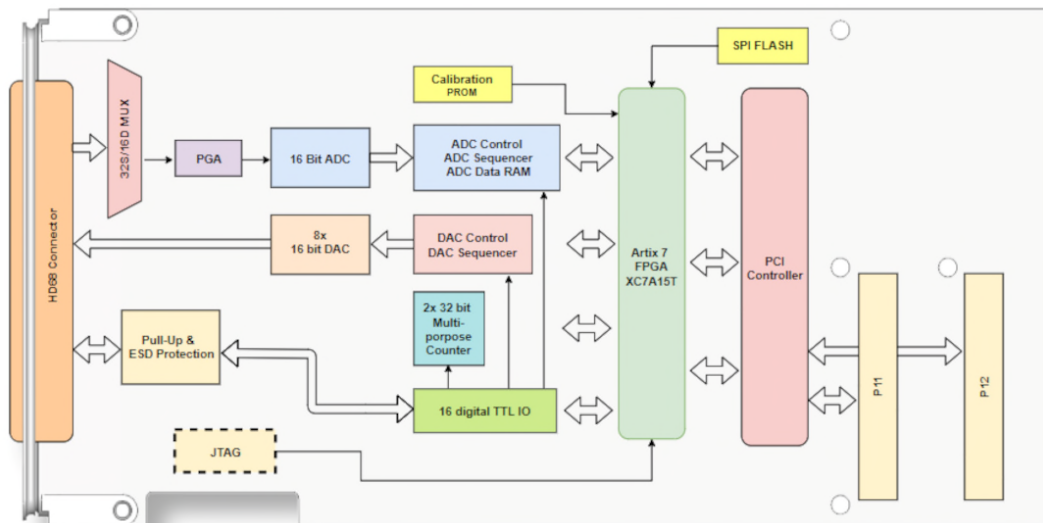 SPI FLASH
Calibration
PROM
HD68 Connector
32S/16D MUX
PGA
16 Bit ADC
ADC Control
ADC Sequencer
ADC Data RAM
8x
16 bit DAC
DAC Control
DAC Sequencer
Artix 7
FPGA
XC7A15T
PCI
Controller
2x 32 bit
Multi-
porpose
Counter
Pull-Up &
ESD Protection
16 digital TTL IO
P11
P12
JTAG